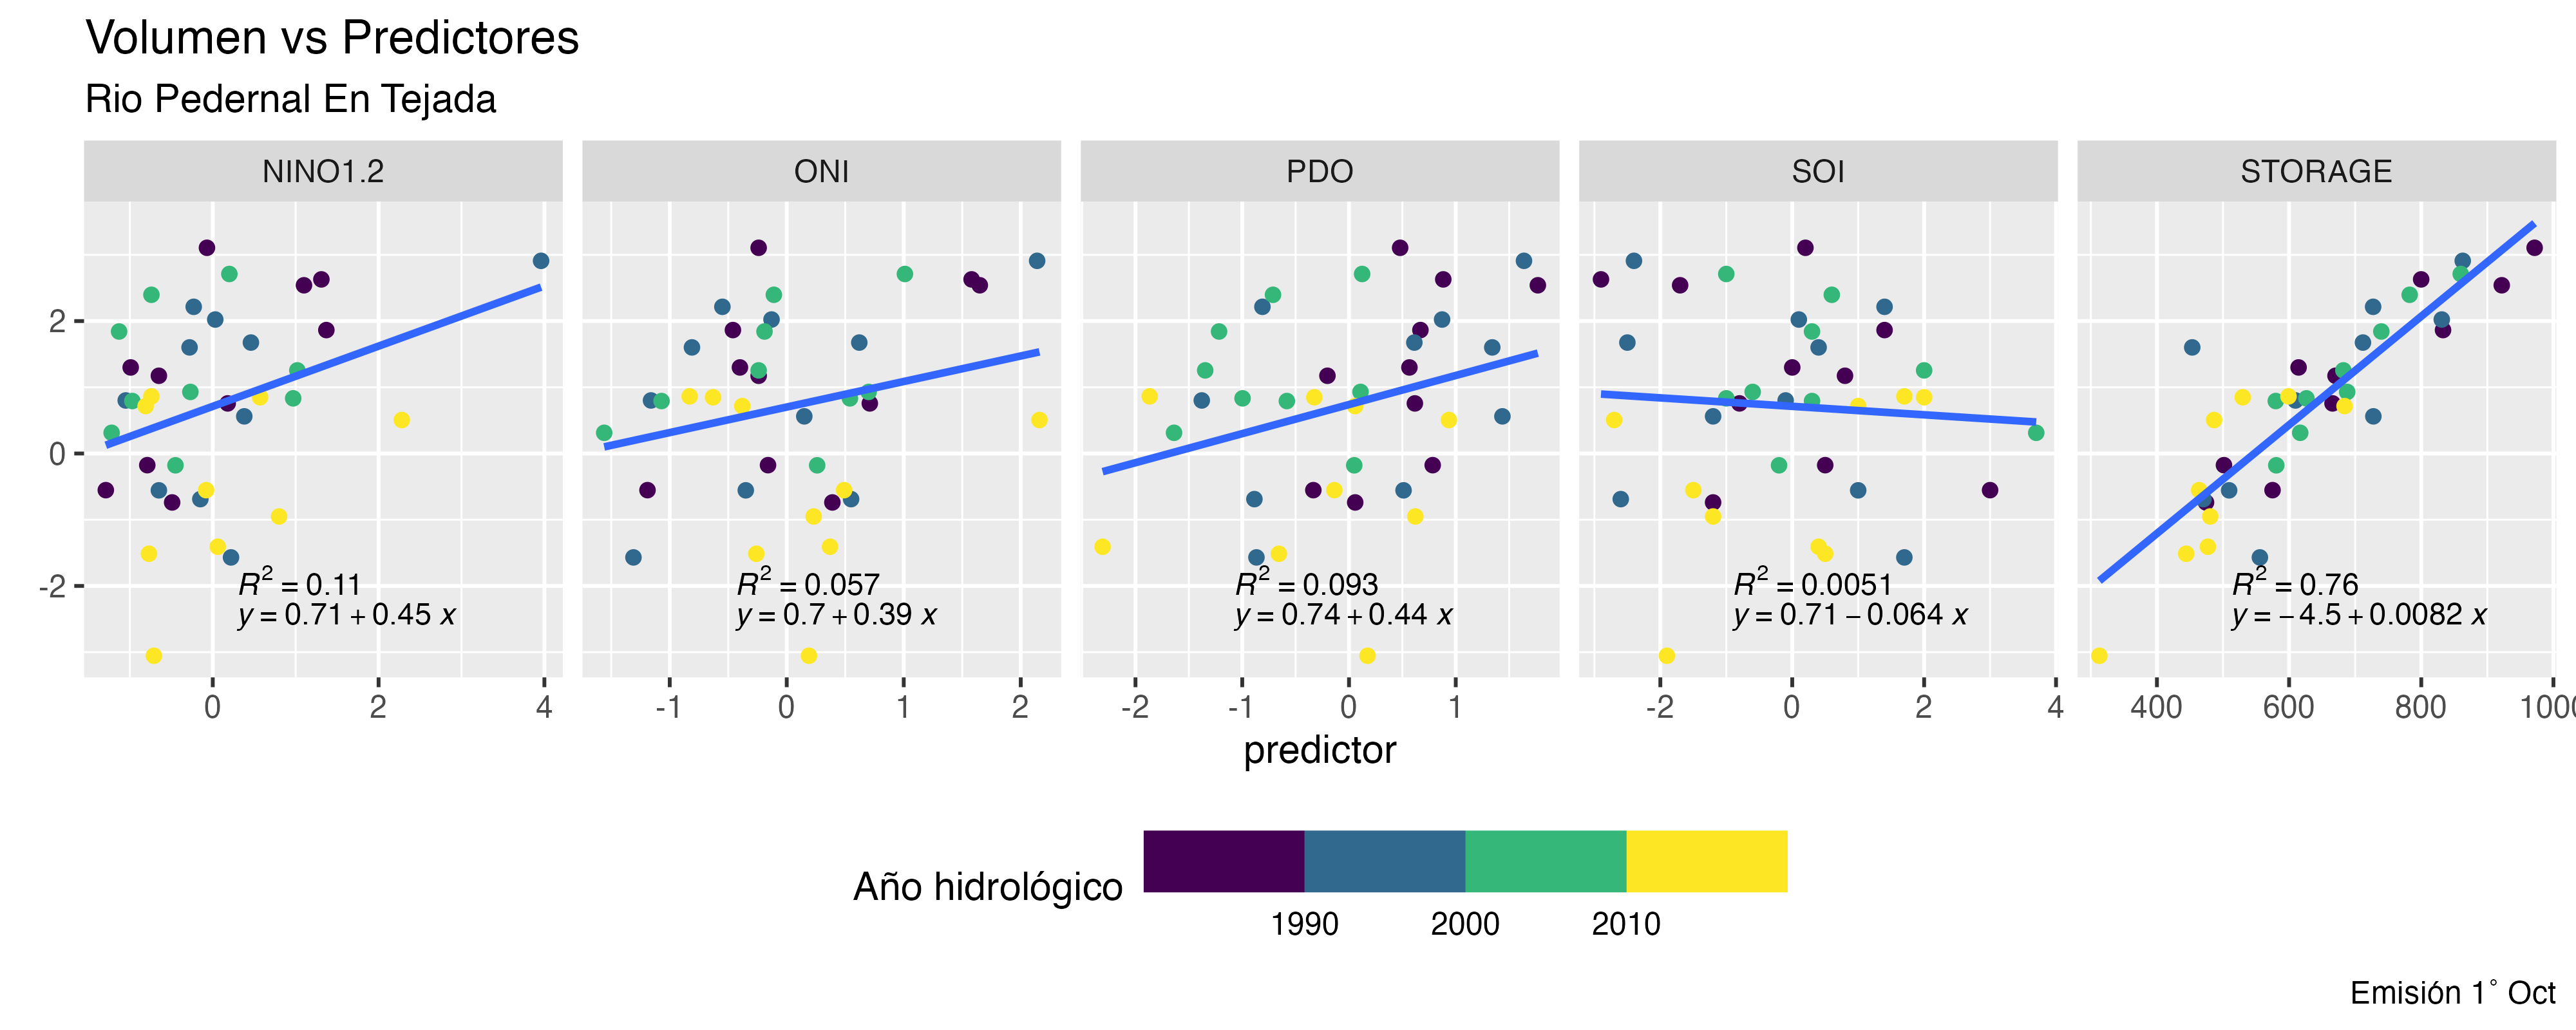 Volumen vs Predictores
Rio Pedernal En Tejada
NINO1.2 ONI PDO SOI STORAGE
2
0
-2
R² = 0.11 R² = 0.057 R² = 0.093 R² = 0.0051 R² = 0.76
y = 0.71 + 0.45 x y = 0.7 + 0.39 x y = 0.74 + 0.44 x y = 0.71 − 0.064 x y = −4.5 + 0.0082 x
0 2 4 -1 0 1 2 -2 -1 0 1 -2 0 2 4 400 600 800
predictor
Año hidrológico
1990 2000 2010
Emisión 1° Oct